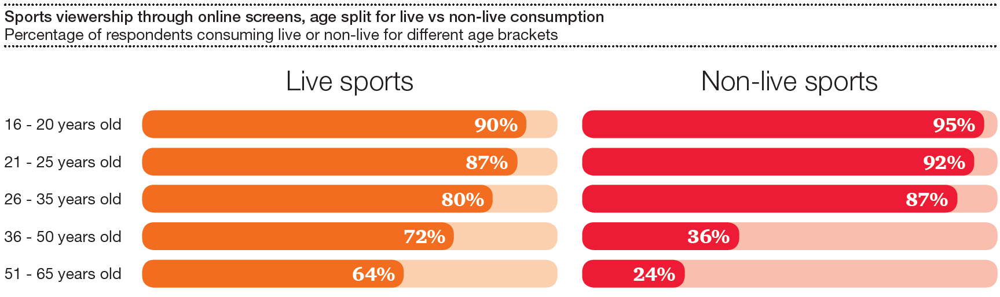 Sports viewership through online screens, age split for live vs non-live consumption
Percentage of respondents consuming live or non-live for different age brackets
Live sports Non-live sports
16 - 20 years old 90% 95%
21 - 25 years old 87% 92%
26 - 35 years old 80% 87%
36 - 50 years old 72% 36%
51 - 65 years old 64% 24%